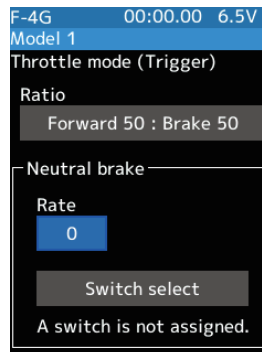 F-4G 00:00.00 6.5V
Model 1
Throttle mode (Trigger)
Ratio
Forward 50 : Brake 50
Neutral brake
Rate
0
Switch select
A switch is not assigned.